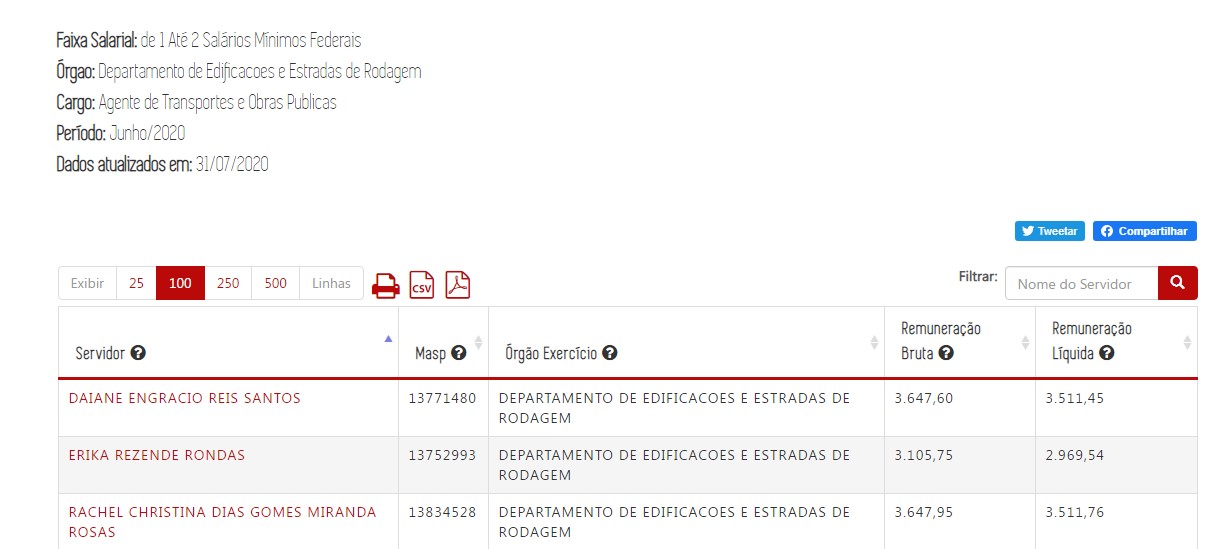 Faixa Salarial: de 1 Até 2 Salários Mínimos Federais
Órgao: Departamento de Edificacoes e Estradas de Rodagem
Cargo: Agente de Transportes e Obras Publicas
Período: Junho/2020
Dados atualizados em: 31/07/2020
Tweetar Compartilhar
Exibir 25 100 250 500 Linhas CSV Filtrar: Nome do Servidor
Remuneração Remuneração
Servidor Masp Órgão Exercício Bruta Líquida
DAIANE ENGRACIO REIS SANTOS 13771480 DEPARTAMENTO DE EDIFICACOES E ESTRADAS DE 3.647,60 3.511,45
RODAGEM
ERIKA REZENDE RONDAS 13752993 DEPARTAMENTO DE EDIFICACOES E ESTRADAS DE 3.105,75 2.969,54
RODAGEM
RACHEL CHRISTINA DIAS GOMES MIRANDA 13834528 DEPARTAMENTO DE EDIFICACOES E ESTRADAS DE 3.647,95 3.511,76
ROSAS RODAGEM